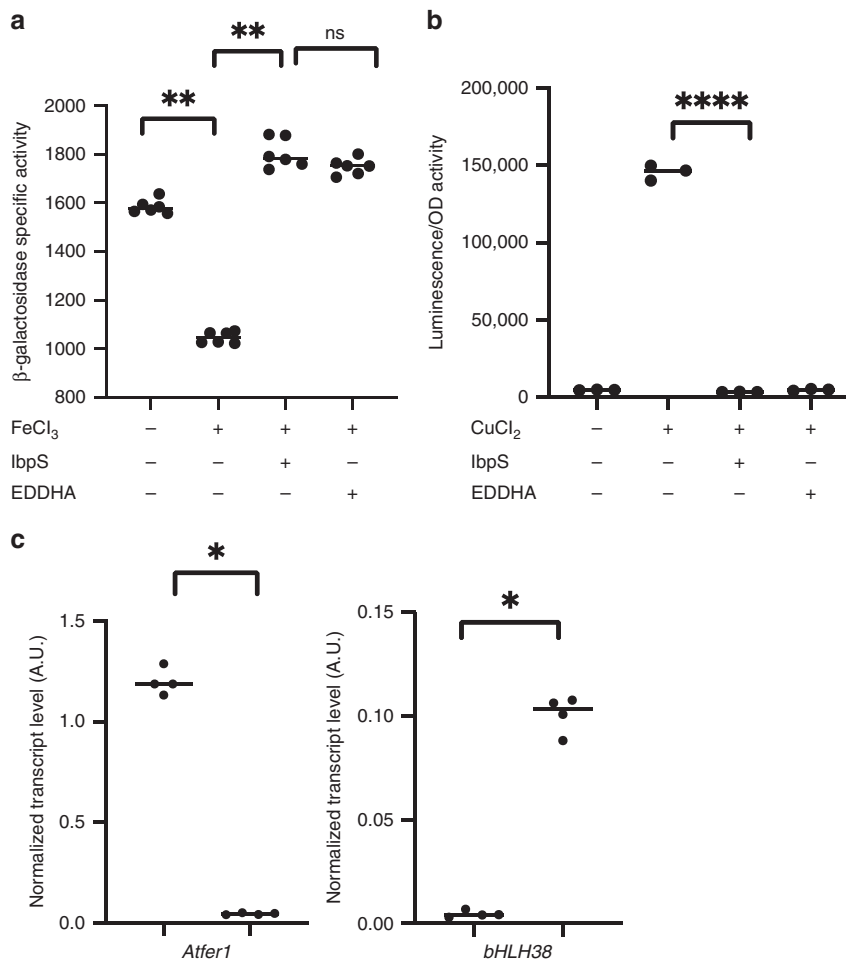 a
**
ns
**
2000
1800
1600
1400
1200
1000
800
β-galactosidase specific activity
FeCl3 – + + +
IbpS – – + –
EDDHA – – – +
b
****
200,000
150,000
100,000
50,000
0
Luminescence/OD activity
CuCl2 – + + +
IbpS – – + –
EDDHA – – – +
c
*
1.5
1.0
0.5
0.0
Normalized transcript level (A.U.)
Atfer1
*
0.15
0.10
0.05
0.00
Normalized transcript level (A.U.)
bHLH38